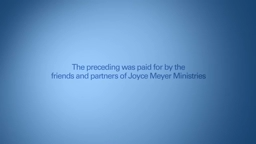 The preceding was paid for by the
friends and partners of Joyce Meyer Ministries